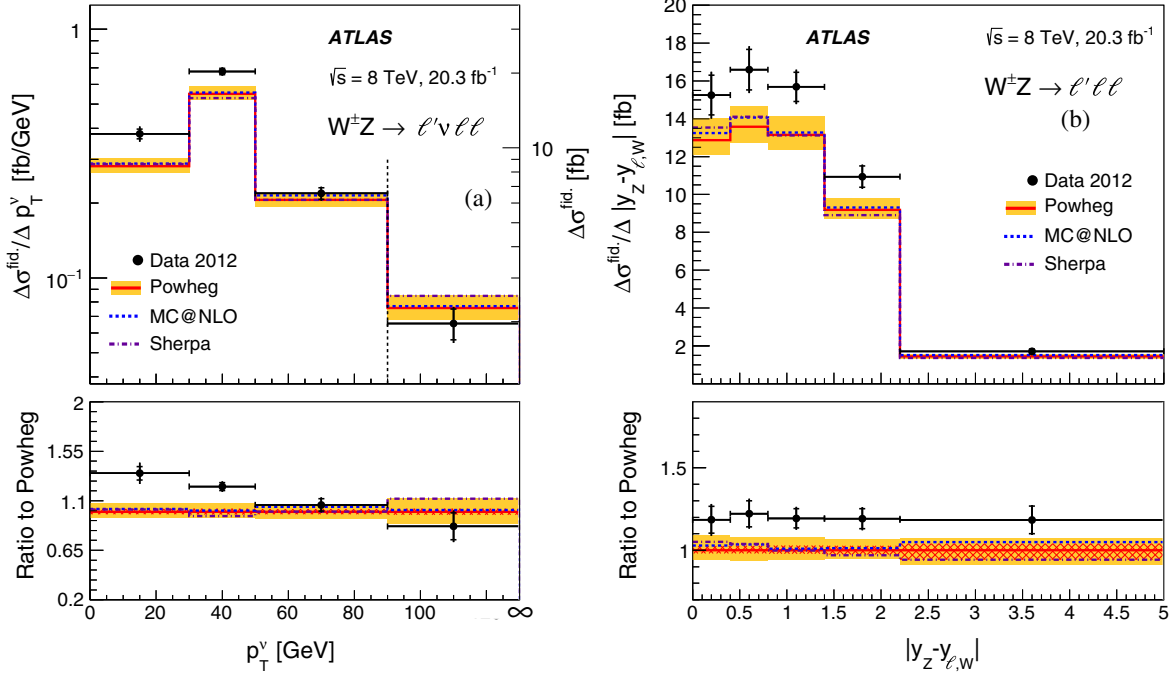 ATLAS
√s = 8 TeV, 20.3 fb⁻¹
W±Z → ℓ′ν ℓℓ
(a)
Δσ^fid./Δ p_T^ν [fb/GeV]
1
10⁻¹
Data 2012
Powheg
MC@NLO
Sherpa
10
Δσ^fid. [fb]
Ratio to Powheg
2
1.55
1.1
0.65
0.2
0 20 40 60 80 100 ∞
p_T^ν [GeV]
ATLAS
√s = 8 TeV, 20.3 fb⁻¹
W±Z → ℓ′ ℓℓ
(b)
Δσ^fid./Δ |y_Z-y_ℓ,W| [fb]
20
18
16
14
12
10
8
6
4
2
Data 2012
Powheg
MC@NLO
Sherpa
Ratio to Powheg
1.5
1
0 0.5 1 1.5 2 2.5 3 3.5 4 4.5 5
|y_Z-y_ℓ,W|